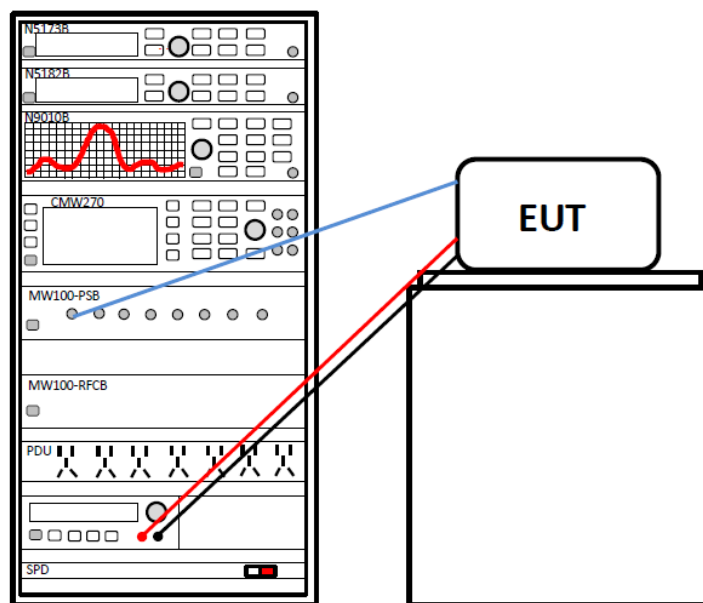 N5173B
N5182B
N9010B
CMW270
EUT
MW100-PSB
MW100-RFCB
PDU
SPD